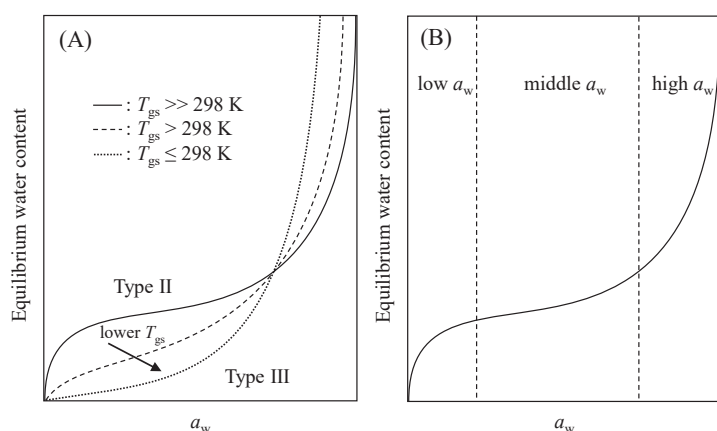 (A)
: Tgs >> 298 K
: Tgs > 298 K
: Tgs ≤ 298 K
Type II
lower Tgs
Type III
Equilibrium water content
aw
(B)
low aw
middle aw
high aw
Equilibrium water content
aw